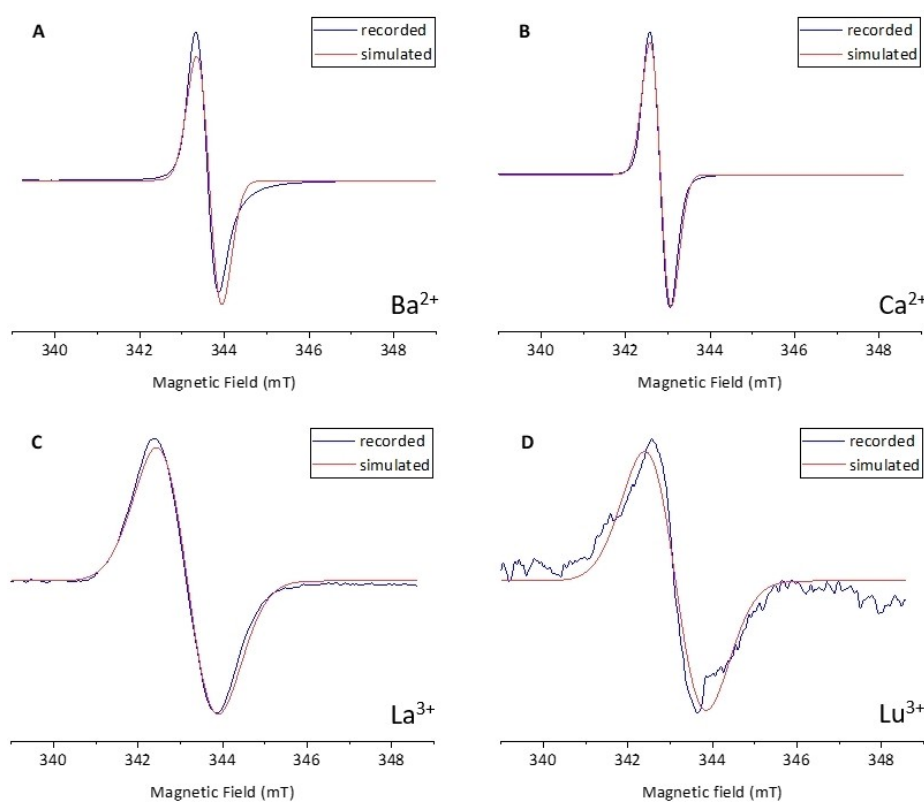 A
recorded
simulated
Ba²⁺
340 342 344 346 348
Magnetic Field (mT)
B
recorded
simulated
Ca²⁺
340 342 344 346 348
Magnetic Field (mT)
C
recorded
simulated
La³⁺
340 342 344 346 348
Magnetic Field (mT)
D
recorded
simulated
Lu³⁺
340 342 344 346 348
Magnetic field (mT)